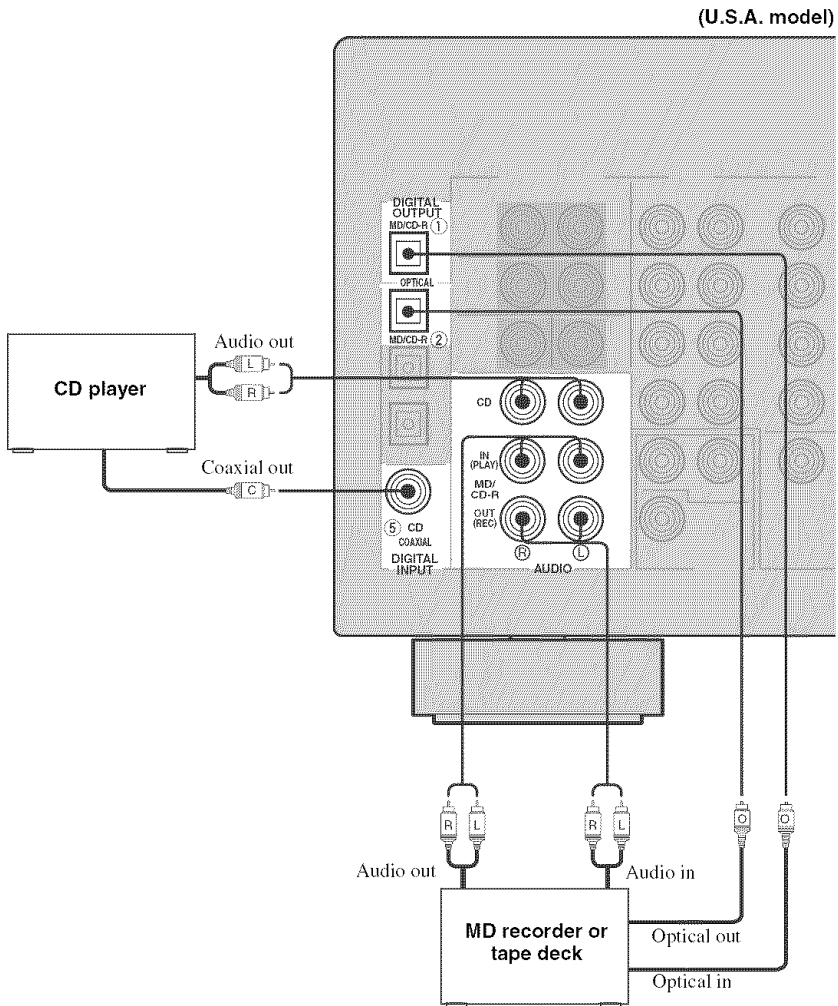 (U.S.A. model)
DIGITAL
OUTPUT
MD/CD-R ①
OPTICAL
MD/CD-R ②
Audio out
L
R
CD player
CD
Coaxial out
C
IN
(PLAY)
MD/
CD-R
OUT
(REC)
⑤ CD
COAXIAL
DIGITAL
INPUT
R
L
AUDIO
R
L
R
L
O
O
Audio out
Audio in
MD recorder or
tape deck
Optical out
Optical in